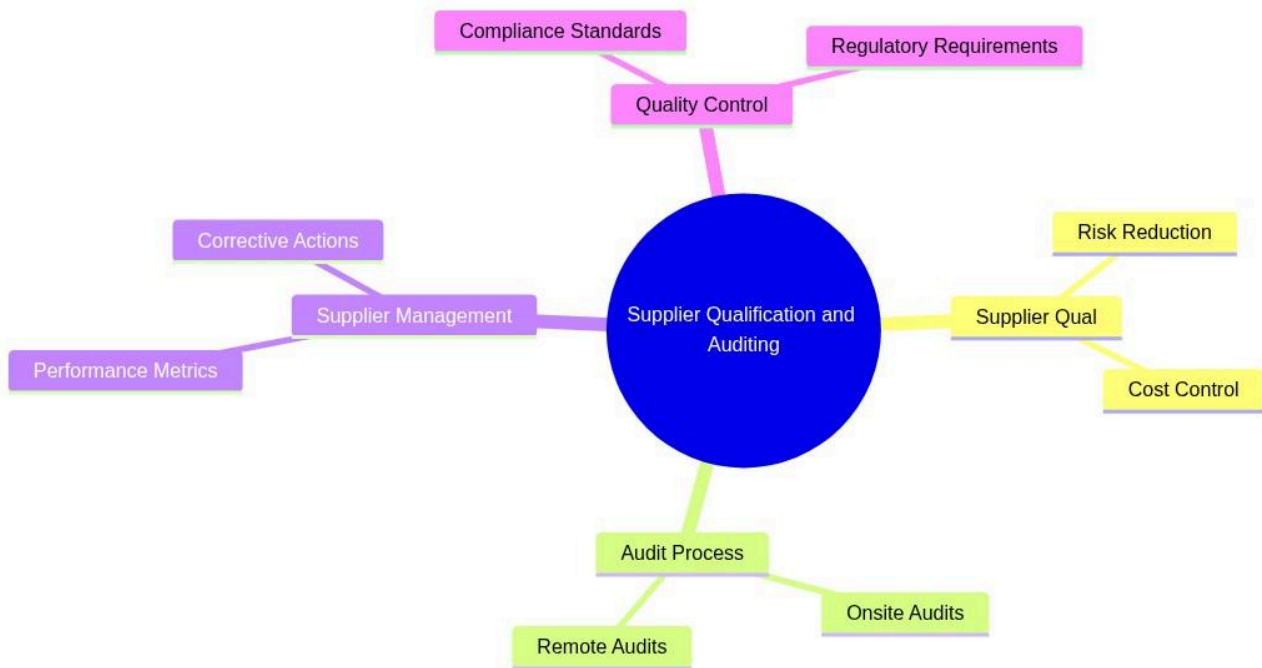 Compliance Standards
Regulatory Requirements
Quality Control
Corrective Actions
Risk Reduction
Supplier Management
Supplier Qualification and
Auditing
Supplier Qual
Performance Metrics
Cost Control
Audit Process
Onsite Audits
Remote Audits